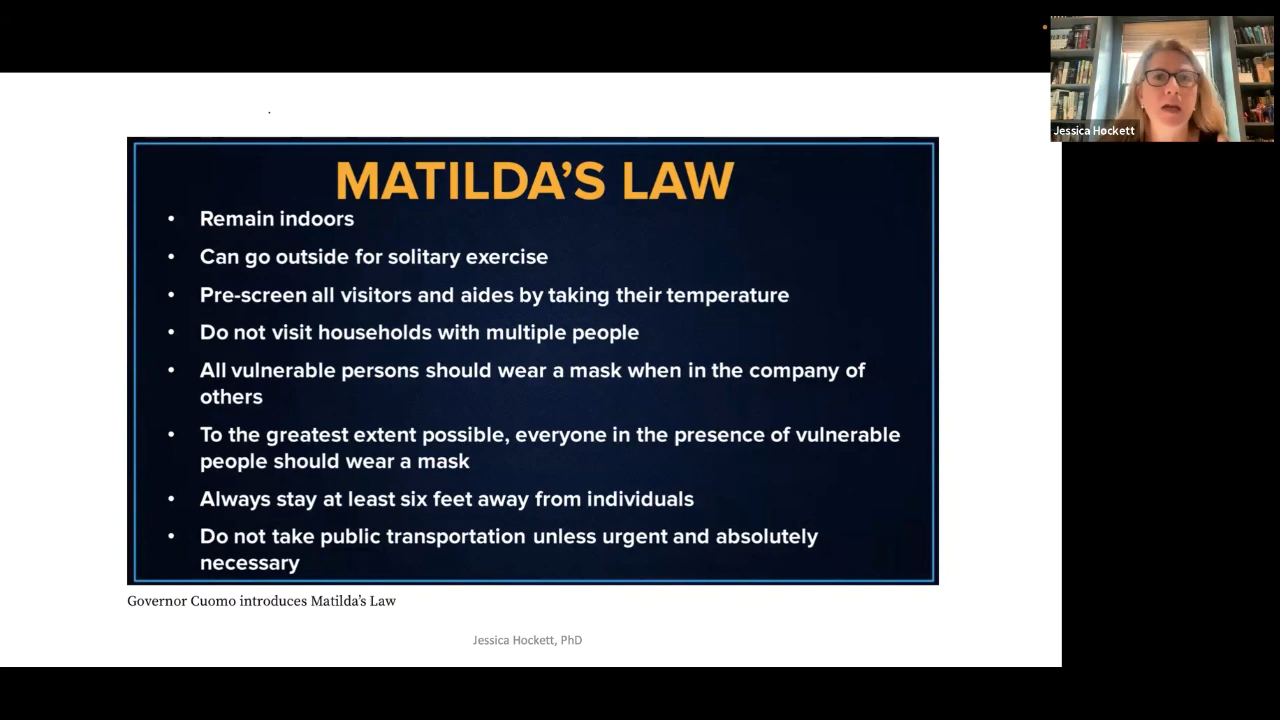 Jessica Hockett
MATILDA'S LAW
• Remain indoors
• Can go outside for solitary exercise
• Pre-screen all visitors and aides by taking their temperature
• Do not visit households with multiple people
• All vulnerable persons should wear a mask when in the company of
others
• To the greatest extent possible, everyone in the presence of vulnerable
people should wear a mask
• Always stay at least six feet away from individuals
• Do not take public transportation unless urgent and absolutely
necessary
Governor Cuomo introduces Matilda's Law
Jessica Hockett, PhD